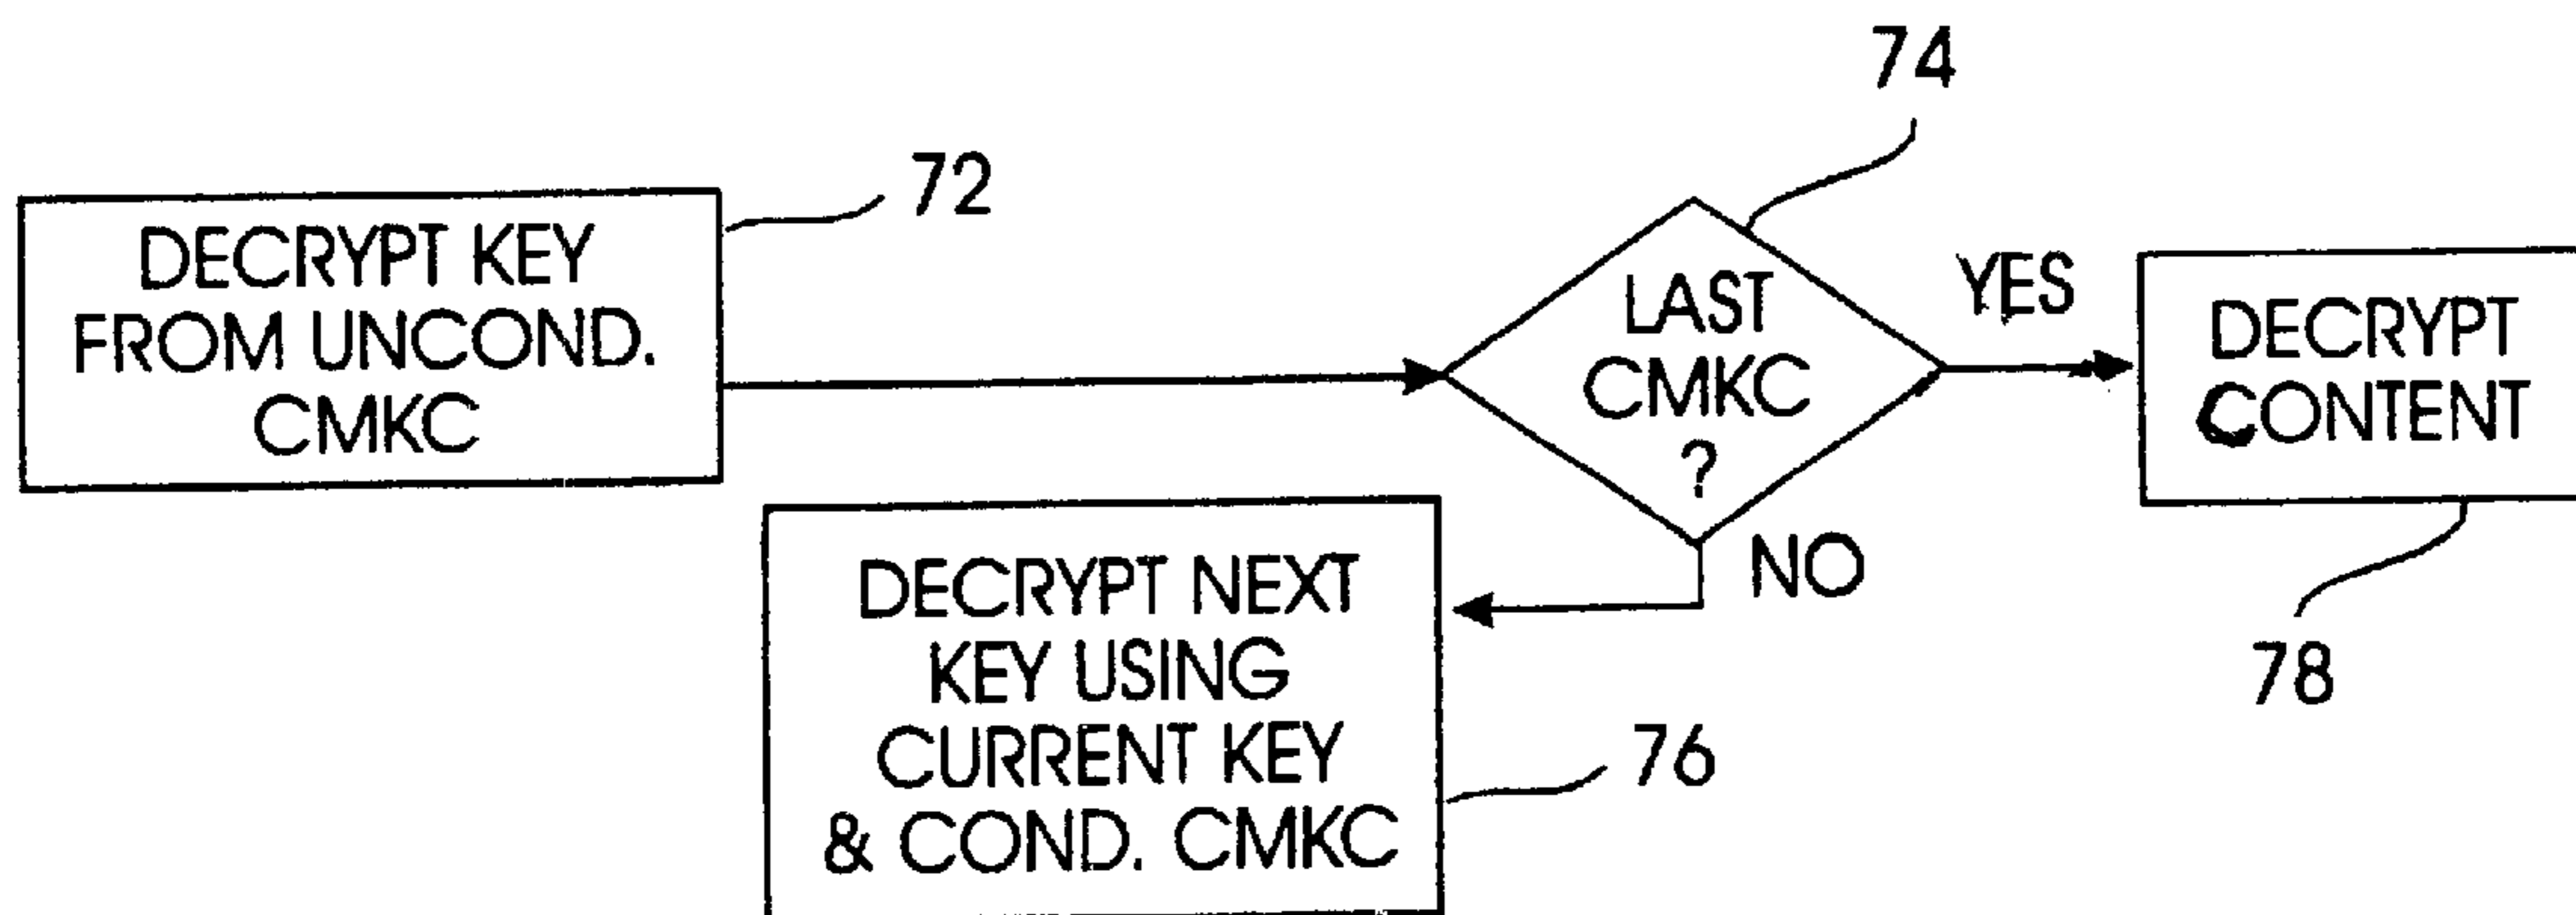 74
72
DECRYPT KEY
FROM UNCOND.
CMKC
LAST
CMKC
?
YES
DECRYPT
CONTENT
NO
78
DECRYPT NEXT
KEY USING
CURRENT KEY
& COND. CMKC
76